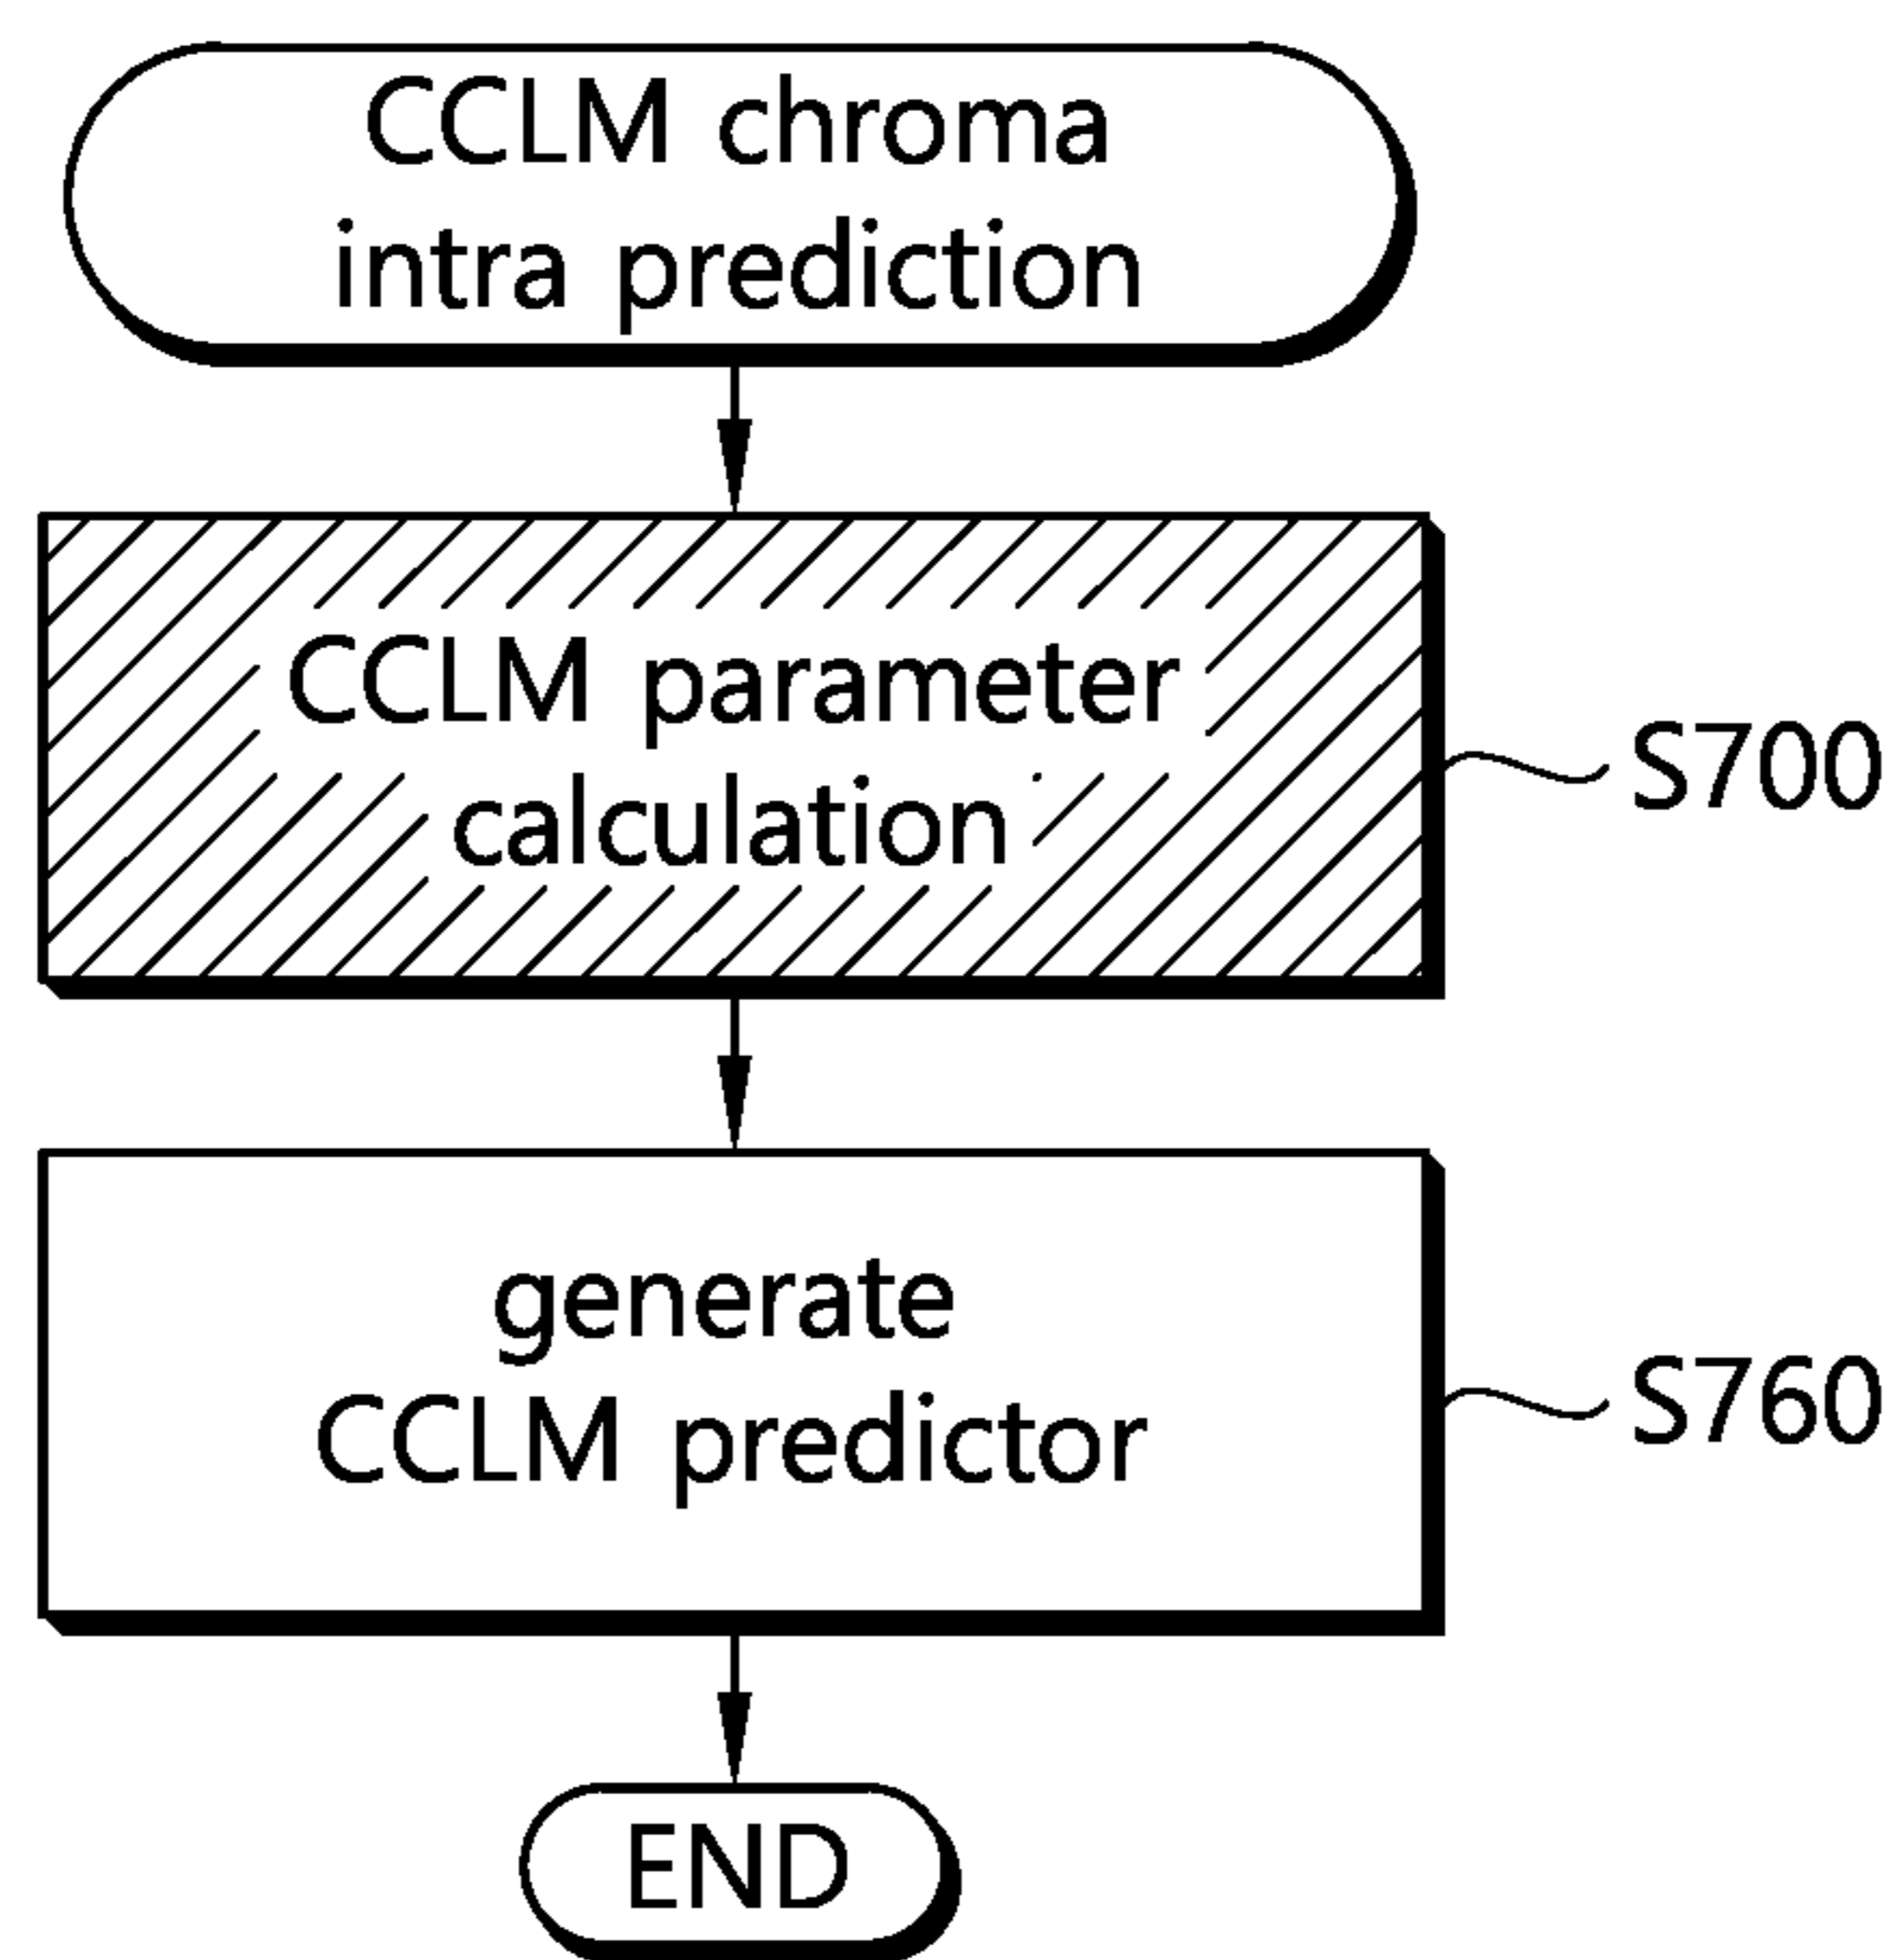 CCLM chroma
intra prediction
CCLM parameter
calculation
S700
generate
CCLM predictor
S760
END